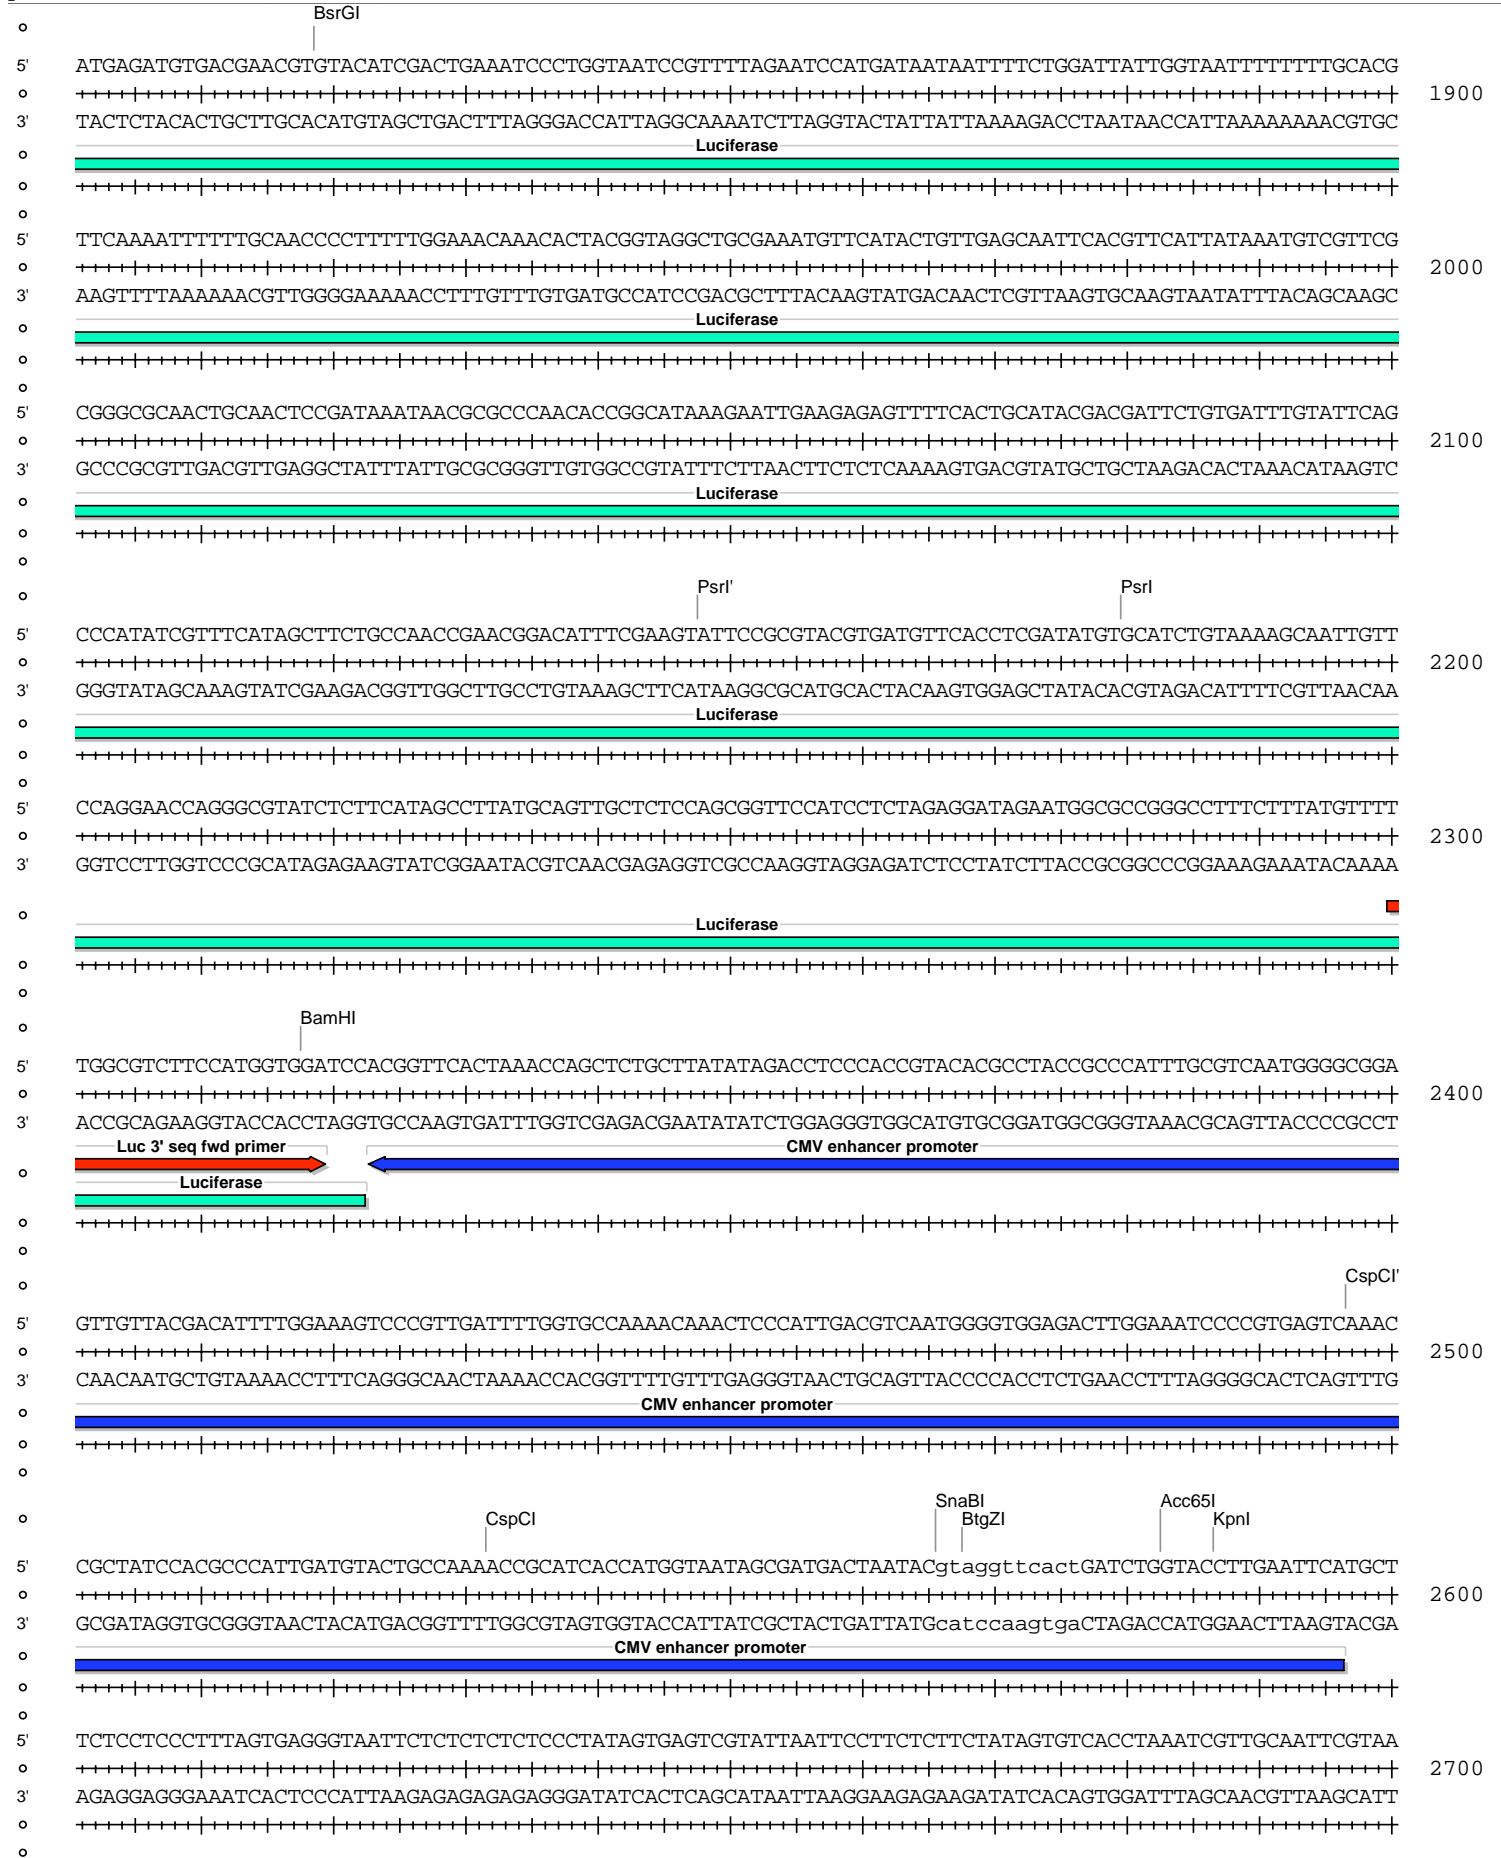 BsrGI
5' ATGAGATGTGACGAACGTGTACATCGACTGAAATCCCTGGTAATCCGTTTTAGAATCCATGATAATAATTTTCTGGATTATTGGTAATTTTTTTTGCACG
1900
3' TACTCTACACTGCTTGCACATGTAGCTGACTTTAGGGACCATTAGGCAAAATCTTAGGTACTATTATTAAAAGACCTAATAACCATTAAAAAAAACGTGC
Luciferase
5' TTCAAAATTTTTTGCAACCCCTTTTTGGAAACAAACACTACGGTAGGCTGCGAAATGTTCATACTGTTGAGCAATTCACGTTCATTATAAATGTCGTTCG
2000
3' AAGTTTTAAAAAACGTTGGGGAAAAACCTTTGTTTGTGATGCCATCCGACGCTTTACAAGTATGACAACTCGTTAAGTGCAAGTAATATTTACAGCAAGC
Luciferase
5' CGGGCGCAACTGCAACTCCGATAAATAACGCGCCCAACACCGGCATAAAGAATTGAAGAGAGTTTTCACTGCATACGACGATTCTGTGATTTGTATTCAG
2100
3' GCCCGCGTTGACGTTGAGGCTATTTATTGCGCGGGTTGTGGCCGTATTTCTTAACTTCTCTCAAAAGTGACGTATGCTGCTAAGACACTAAACATAAGTC
Luciferase
PsrI' PsrI
5' CCCATATCGTTTCATAGCTTCTGCCAACCGAACGGACATTTCGAAGTATTCCGCGTACGTGATGTTCACCTCGATATGTGCATCTGTAAAAGCAATTGTT
2200
3' GGGTATAGCAAAGTATCGAAGACGGTTGGCTTGCCTGTAAAGCTTCATAAGGCGCATGCACTACAAGTGGAGCTATACACGTAGACATTTTCGTTAACAA
Luciferase
5' CCAGGAACCAGGGCGTATCTCTTCATAGCCTTATGCAGTTGCTCTCCAGCGGTTCCATCCTCTAGAGGATAGAATGGCGCCGGGCCTTTCTTTATGTTTT
2300
3' GGTCCTTGGTCCCGCATAGAGAAGTATCGGAATACGTCAACGAGAGGTCGCCAAGGTAGGAGATCTCCTATCTTACCGCGGCCCGGAAAGAAATACAAAA
Luciferase
BamHI
5' TGGCGTCTTCCATGGTGGATCCACGGTTCACTAAACCAGCTCTGCTTATATAGACCTCCCACCGTACACGCCTACCGCCCATTTGCGTCAATGGGGCGGA
2400
3' ACCGCAGAAGGTACCACCTAGGTGCCAAGTGATTTGGTCGAGACGAATATATCTGGAGGGTGGCATGTGCGGATGGCGGGTAAACGCAGTTACCCCGCCT
Luc 3' seq fwd primer CMV enhancer promoter
Luciferase
CspCI'
5' GTTGTTACGACATTTTGGAAAGTCCCGTTGATTTTGGTGCCAAAACAAACTCCCATTGACGTCAATGGGGTGGAGACTTGGAAATCCCCGTGAGTCAAAC
2500
3' CAACAATGCTGTAAAACCTTTCAGGGCAACTAAAACCACGGTTTTGTTTGAGGGTAACTGCAGTTACCCCACCTCTGAACCTTTAGGGGCACTCAGTTTG
CMV enhancer promoter
SnaBI Acc65I
CspCI BtgZI KpnI
5' CGCTATCCACGCCCATTGATGTACTGCCAAAACCGCATCACCATGGTAATAGCGATGACTAATACgtaggttcactGATCTGGTACCTTGAATTCATGCT
2600
3' GCGATAGGTGCGGGTAACTACATGACGGTTTTGGCGTAGTGGTACCATTATCGCTACTGATTATGcatccaagtgaCTAGACCATGGAACTTAAGTACGA
CMV enhancer promoter
5' TCTCCTCCCTTTAGTGAGGGTAATTCTCTCTCTCTCCCTATAGTGAGTCGTATTAATTCCTTCTCTTCTATAGTGTCACCTAAATCGTTGCAATTCGTAA
2700
3' AGAGGAGGGAAATCACTCCCATTAAGAGAGAGAGAGGGATATCACTCAGCATAATTAAGGAAGAGAAGATATCACAGTGGATTTAGCAACGTTAAGCATT